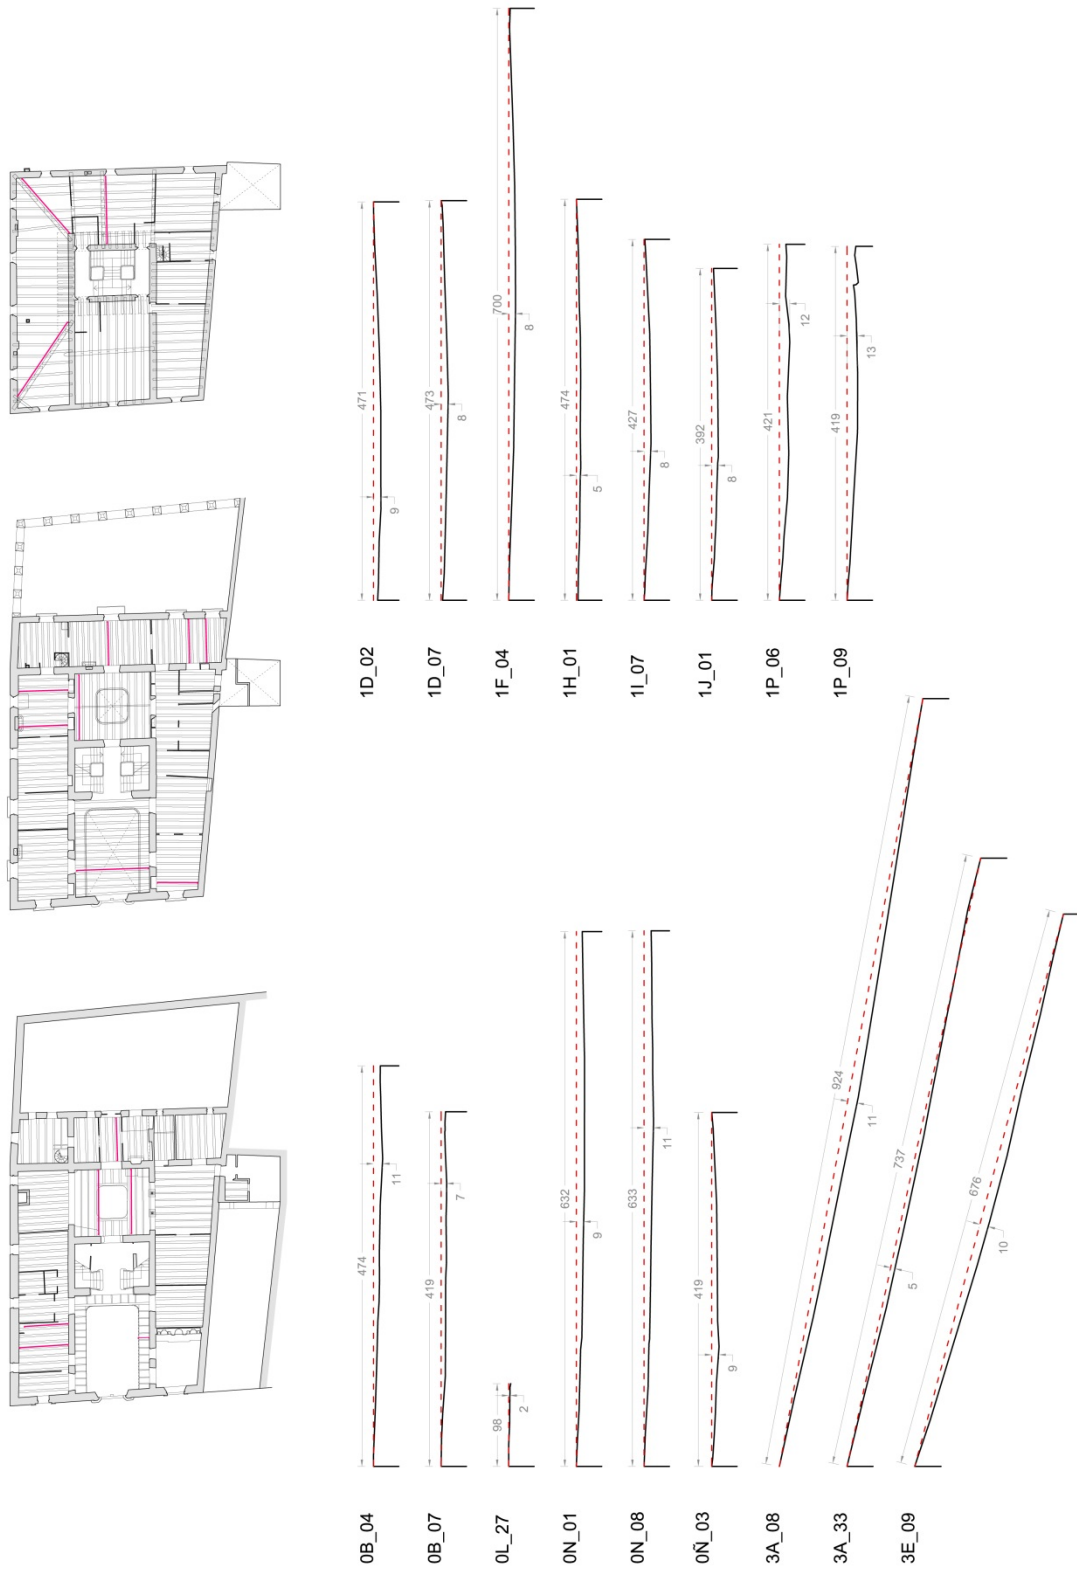 0B_04
474
11
0B_07
419
7
0L_27
98
2
0N_01
632
9
0N_08
633
11
0Ñ_03
419
9
3A_08
924
11
3A_33
737
5
3E_09
676
10
1D_02
471
9
1D_07
473
8
1F_04
700
8
1H_01
474
5
1I_07
427
8
1J_01
392
8
1P_06
421
12
1P_09
419
13